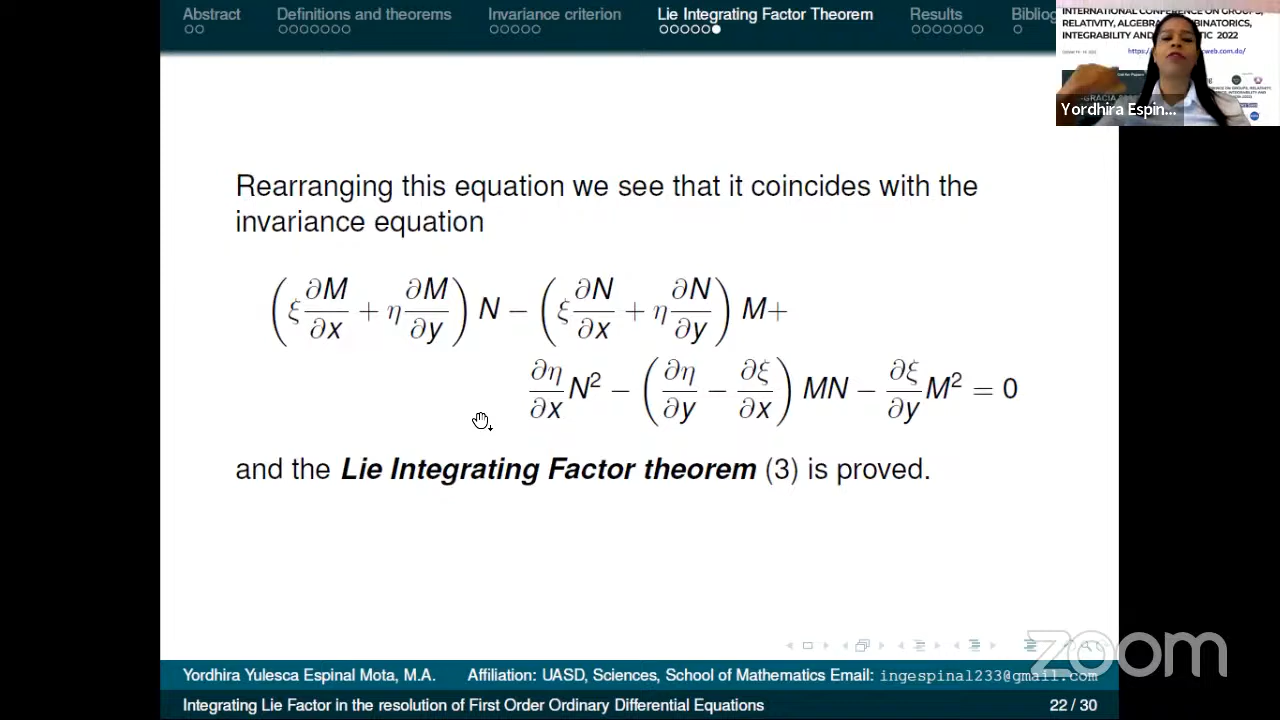 Abstract Definitions and theorems Invariance criterion Lie Integrating Factor Theorem Results Bibliog
INTERNATIONAL CONFERENCE ON GROUPS,
RELATIVITY, ALGEBRA
INTEGRABILITY AND 2022
Yordhira Espin...
Rearranging this equation we see that it coincides with the
invariance equation
(ξ ∂M/∂x + η ∂M/∂y) N − (ξ ∂N/∂x + η ∂N/∂y) M+
∂η/∂x N² − (∂η/∂y − ∂ξ/∂x) MN − ∂ξ/∂y M² = 0
and the Lie Integrating Factor theorem (3) is proved.
zoom
Yordhira Yulesca Espinal Mota, M.A. Affiliation: UASD, Sciences, School of Mathematics Email: ingespinal233@gmail.com
Integrating Lie Factor in the resolution of First Order Ordinary Differential Equations 22 / 30